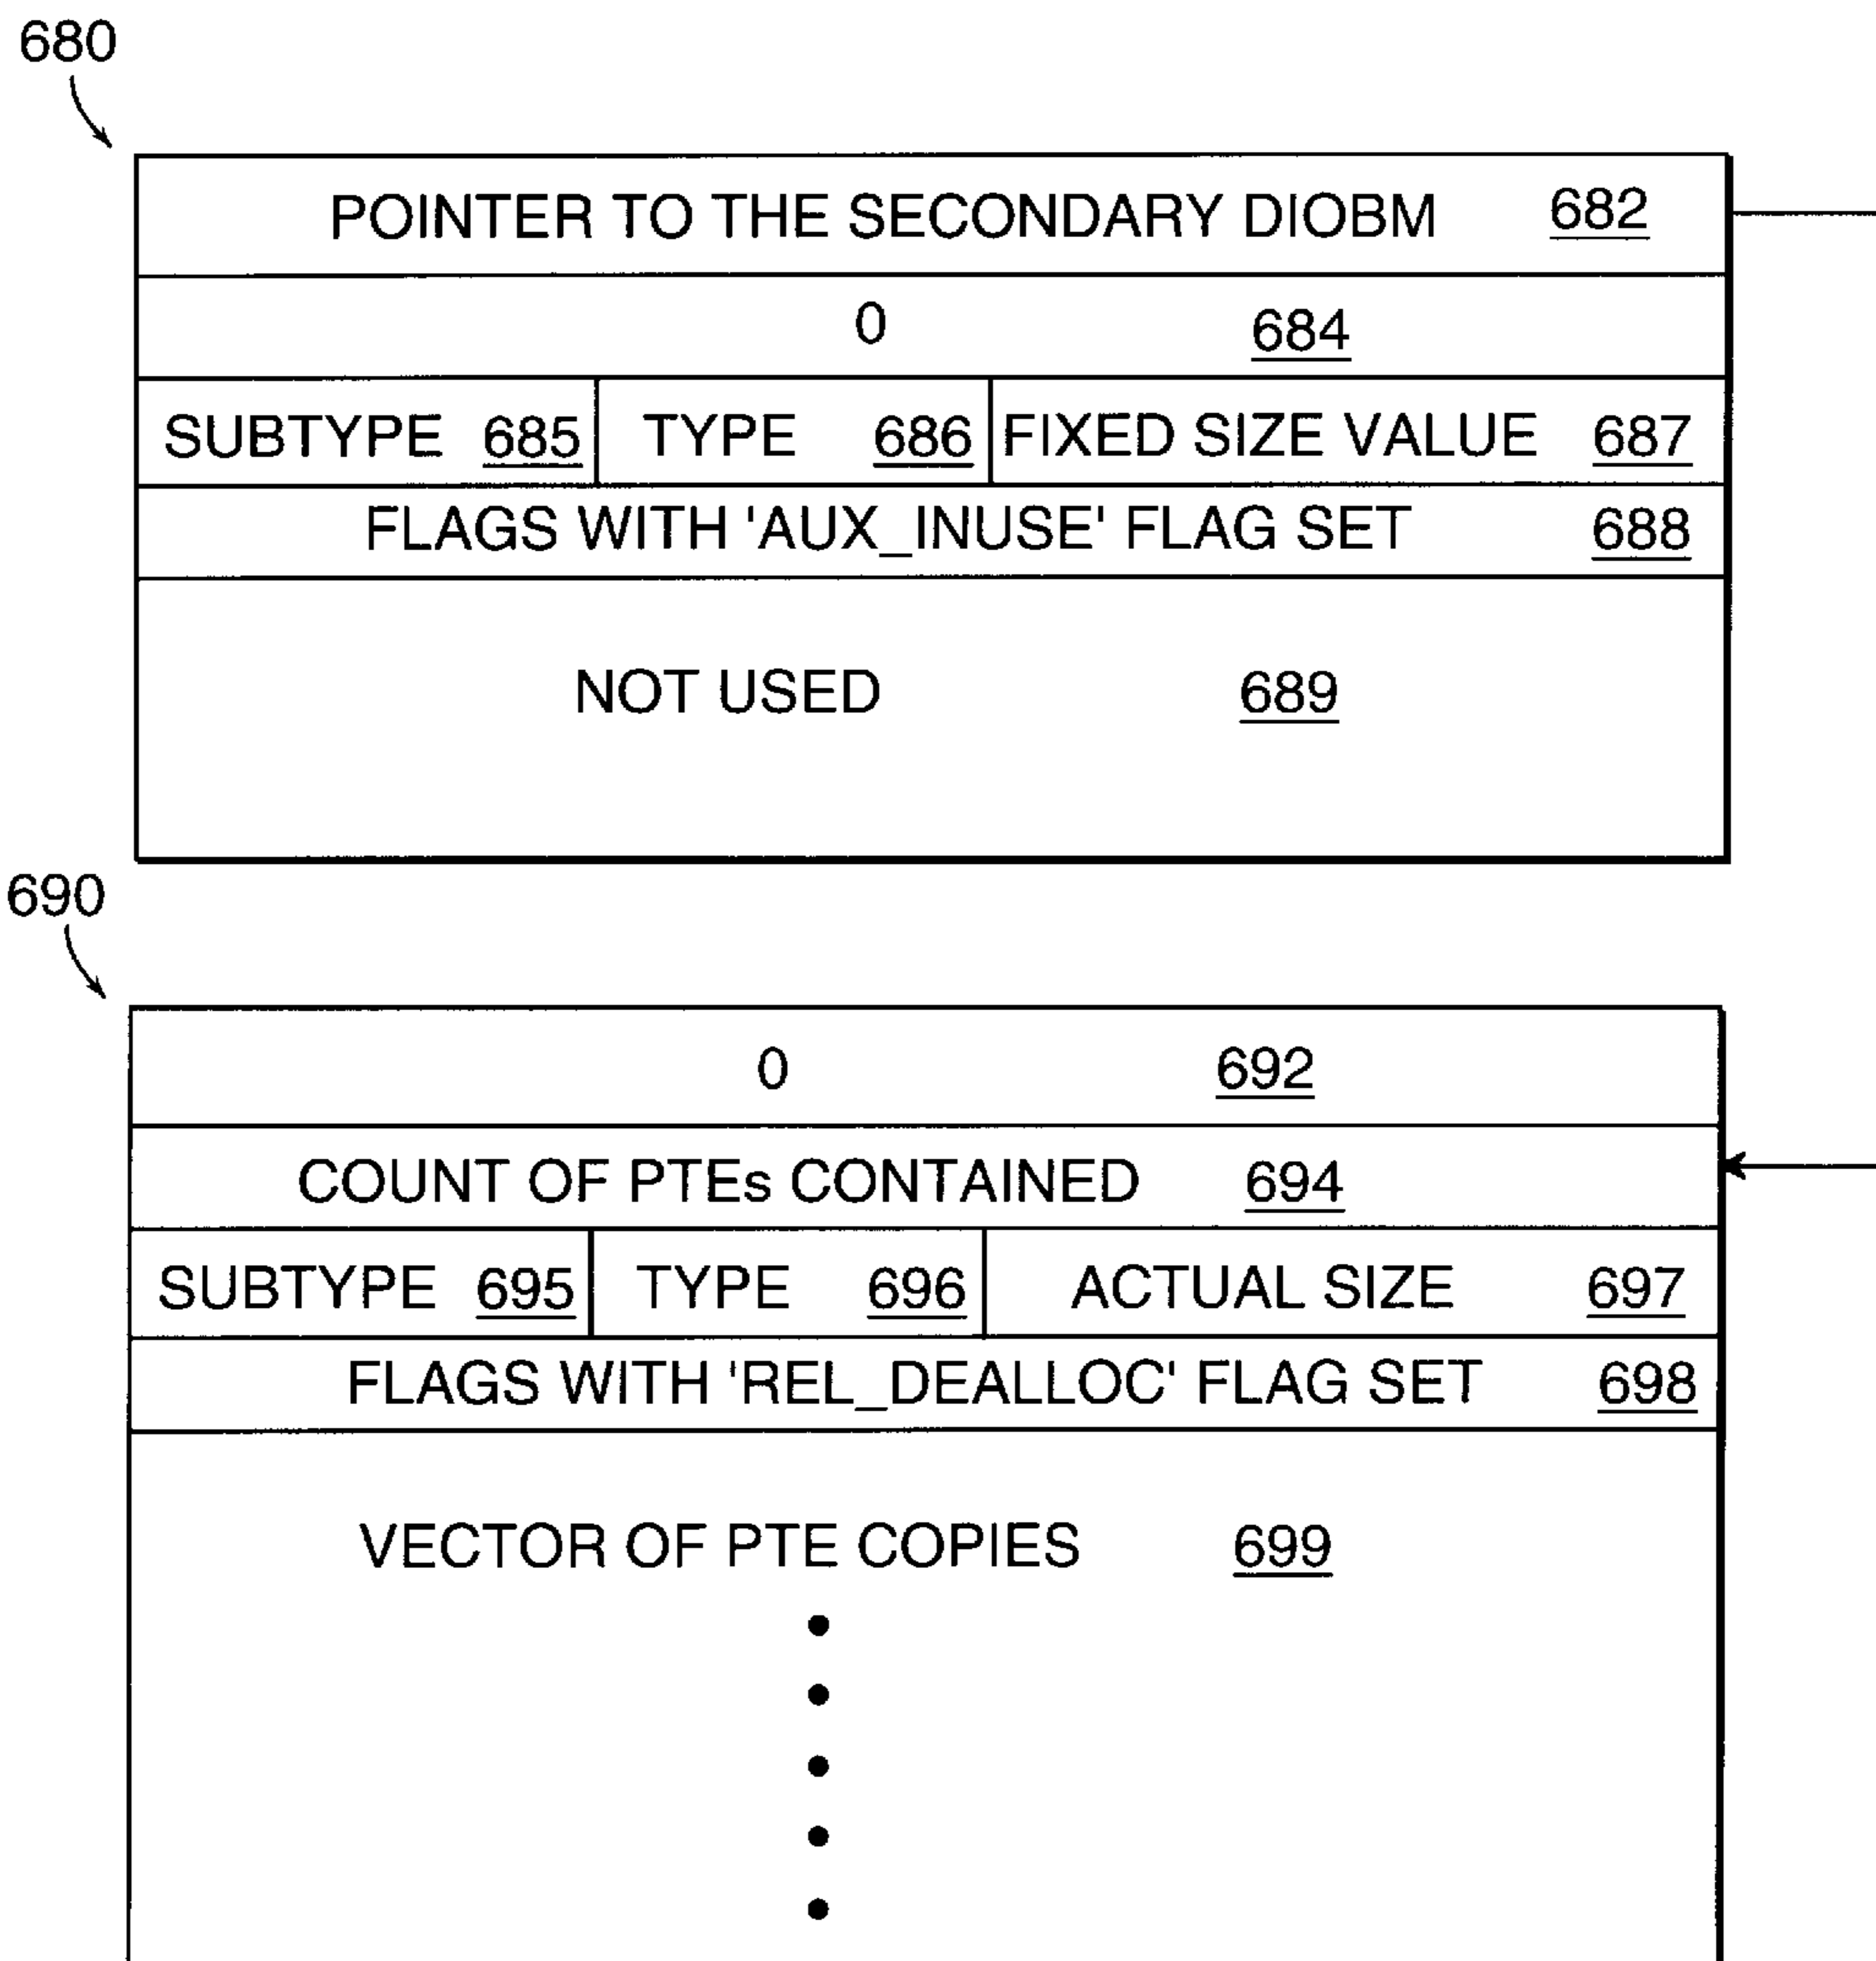 680
POINTER TO THE SECONDARY DIOBM 682
0 684
SUBTYPE 685 TYPE 686 FIXED SIZE VALUE 687
FLAGS WITH 'AUX_INUSE' FLAG SET 688
NOT USED 689
690
0 692
COUNT OF PTEs CONTAINED 694
SUBTYPE 695 TYPE 696 ACTUAL SIZE 697
FLAGS WITH 'REL_DEALLOC' FLAG SET 698
VECTOR OF PTE COPIES 699